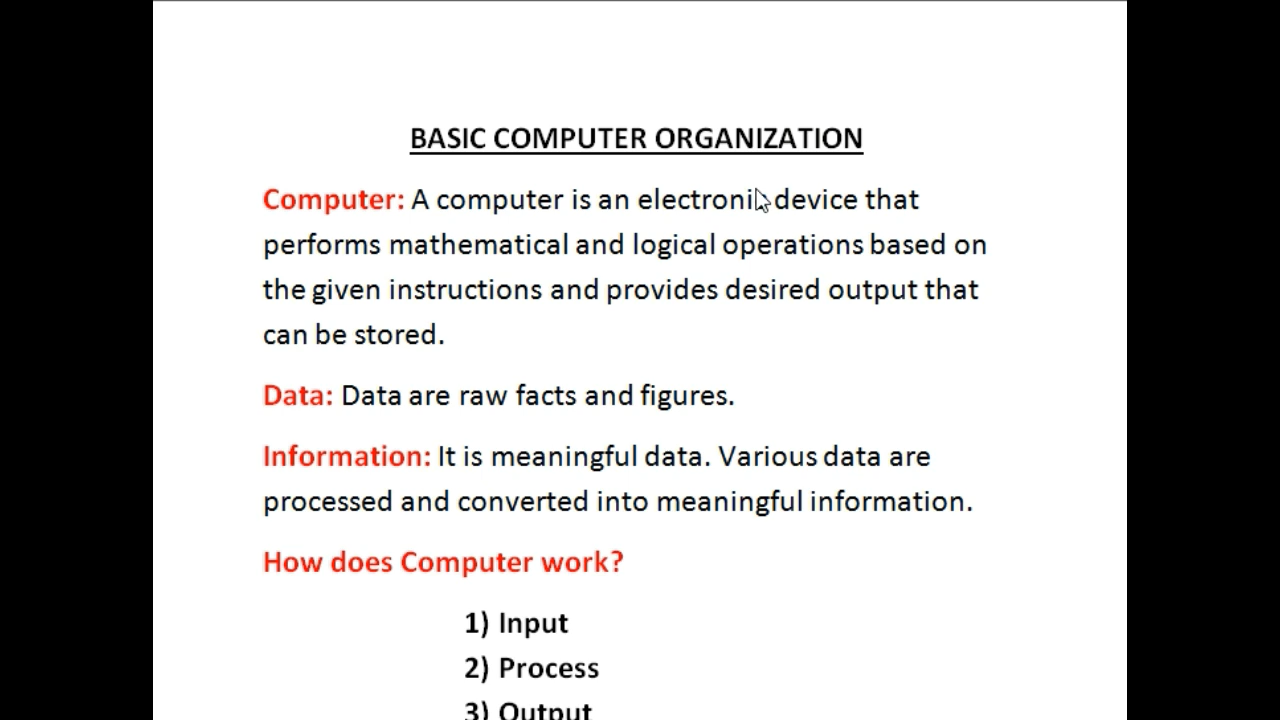 BASIC COMPUTER ORGANIZATION
Computer: A computer is an electronic device that
performs mathematical and logical operations based on
the given instructions and provides desired output that
can be stored.
Data: Data are raw facts and figures.
Information: It is meaningful data. Various data are
processed and converted into meaningful information.
How does Computer work?
1) Input
2) Process
3) Output